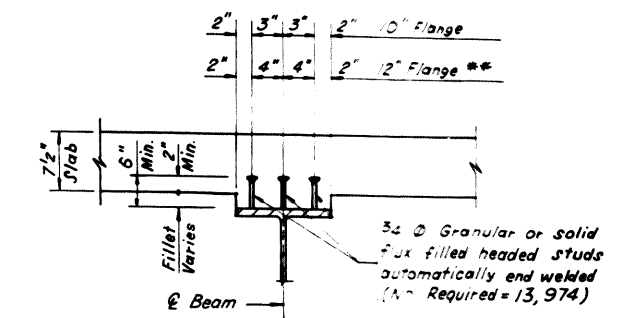 2" 3" 3" 2" 10" Flange
2" 4" 4" 2" 12" Flange **
7½" Slab
6" Min.
2" Min.
Fillet Varies
¾ Ø Granular or solid
flux filled headed studs
automatically end welded
(No Required = 13,974)
℄ Beam